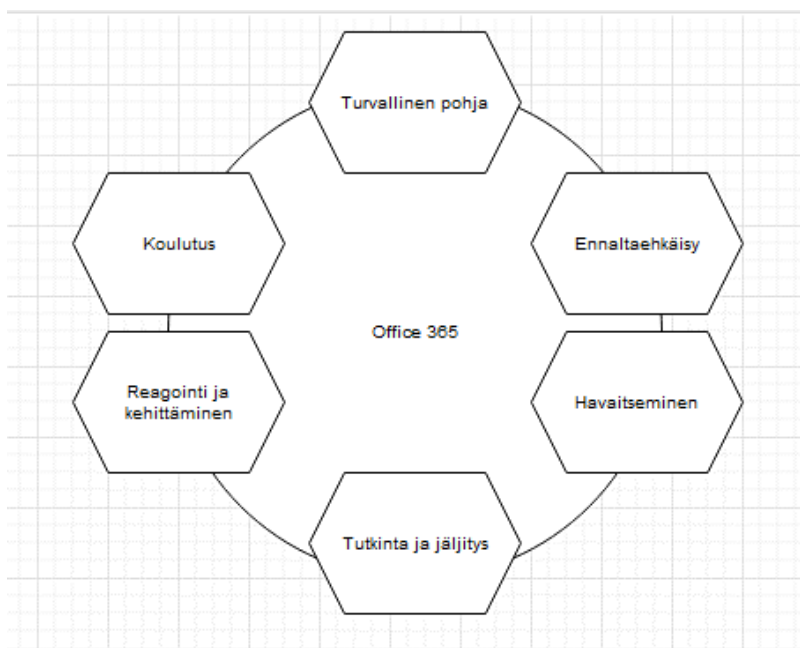 Turvallinen pohja
Koulutus
Ennaltaehkäisy
Office 365
Reagointi ja
kehittäminen
Havaitseminen
Tutkinta ja jäljitys